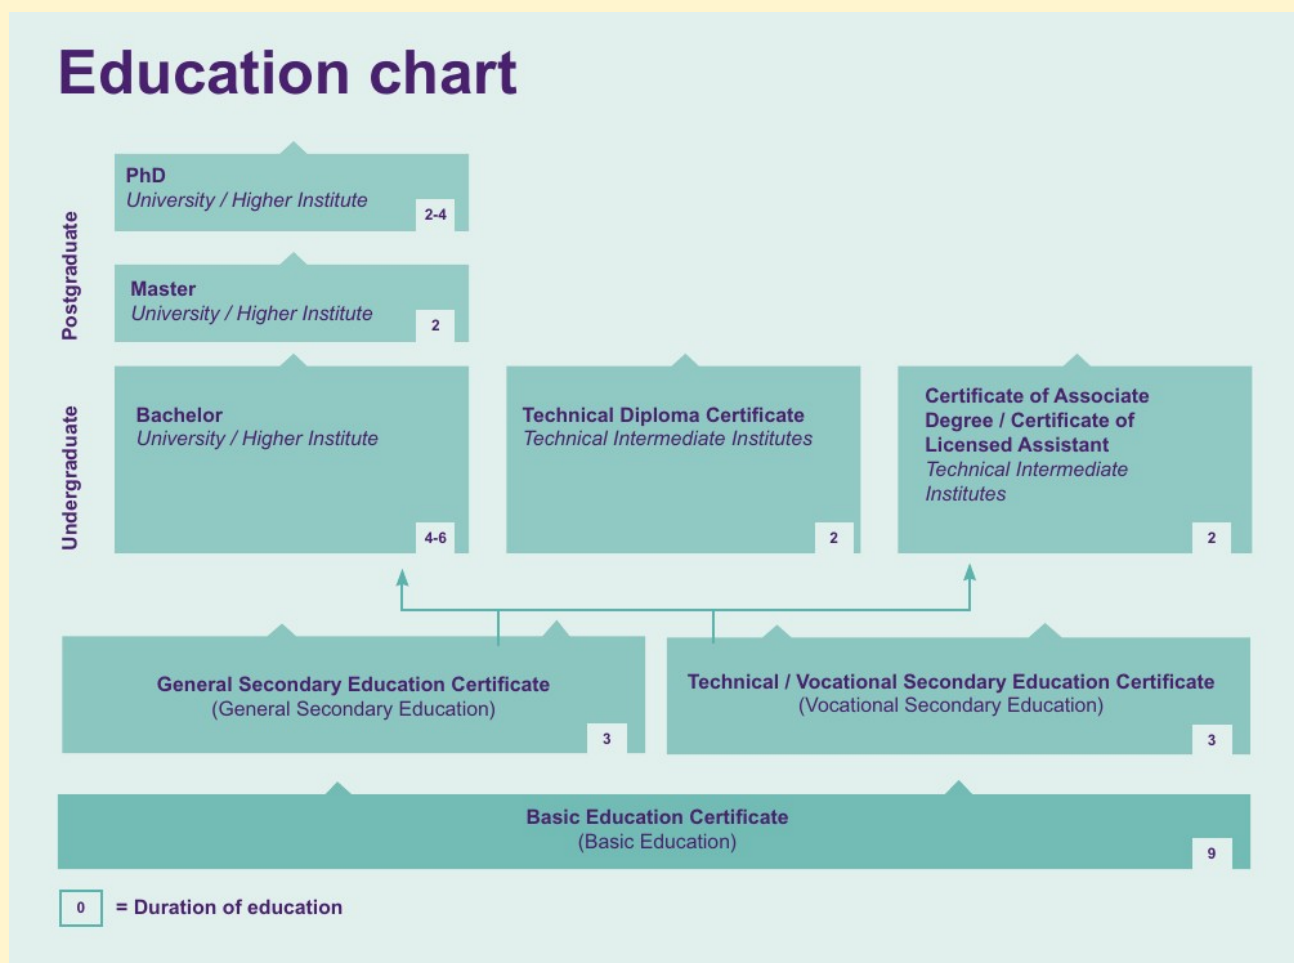 Education chart
Postgraduate
PhD
University / Higher Institute
2-4
Master
University / Higher Institute
2
Undergraduate
Bachelor
University / Higher Institute
4-6
Technical Diploma Certificate
Technical Intermediate Institutes
2
Certificate of Associate
Degree / Certificate of
Licensed Assistant
Technical Intermediate
Institutes
2
General Secondary Education Certificate
(General Secondary Education)
3
Technical / Vocational Secondary Education Certificate
(Vocational Secondary Education)
3
Basic Education Certificate
(Basic Education)
9
0 = Duration of education